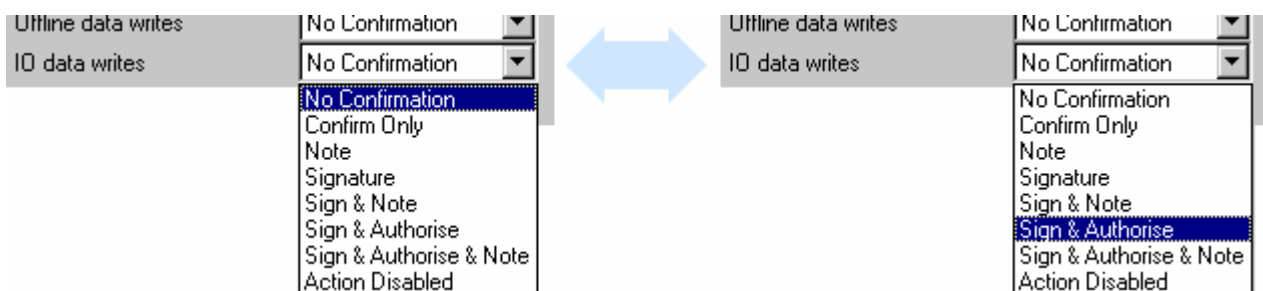 Offline data writes No Confirmation
IO data writes No Confirmation
No Confirmation
Confirm Only
Note
Signature
Sign & Note
Sign & Authorise
Sign & Authorise & Note
Action Disabled
Offline data writes No Confirmation
IO data writes No Confirmation
No Confirmation
Confirm Only
Note
Signature
Sign & Note
Sign & Authorise
Sign & Authorise & Note
Action Disabled